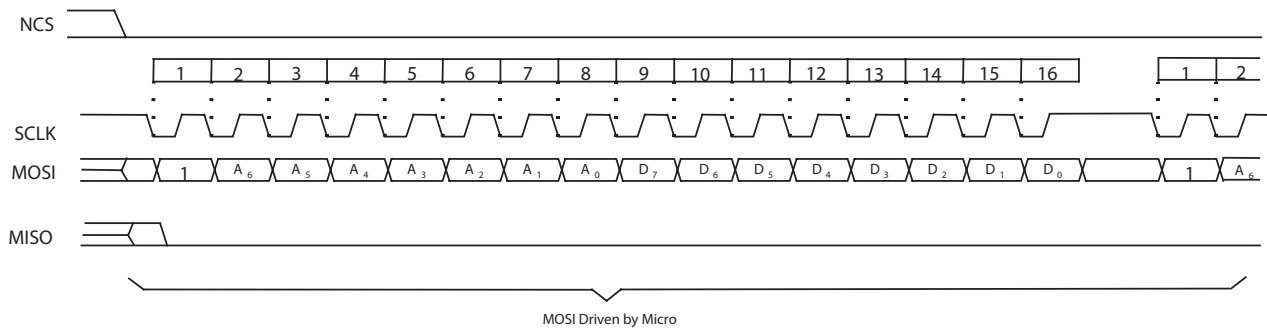 NCS
1 2 3 4 5 6 7 8 9 10 11 12 13 14 15 16 1 2
SCLK
MOSI 1 A6 A5 A4 A3 A2 A1 A0 D7 D6 D5 D4 D3 D2 D1 D0 1 A6
MISO
MOSI Driven by Micro